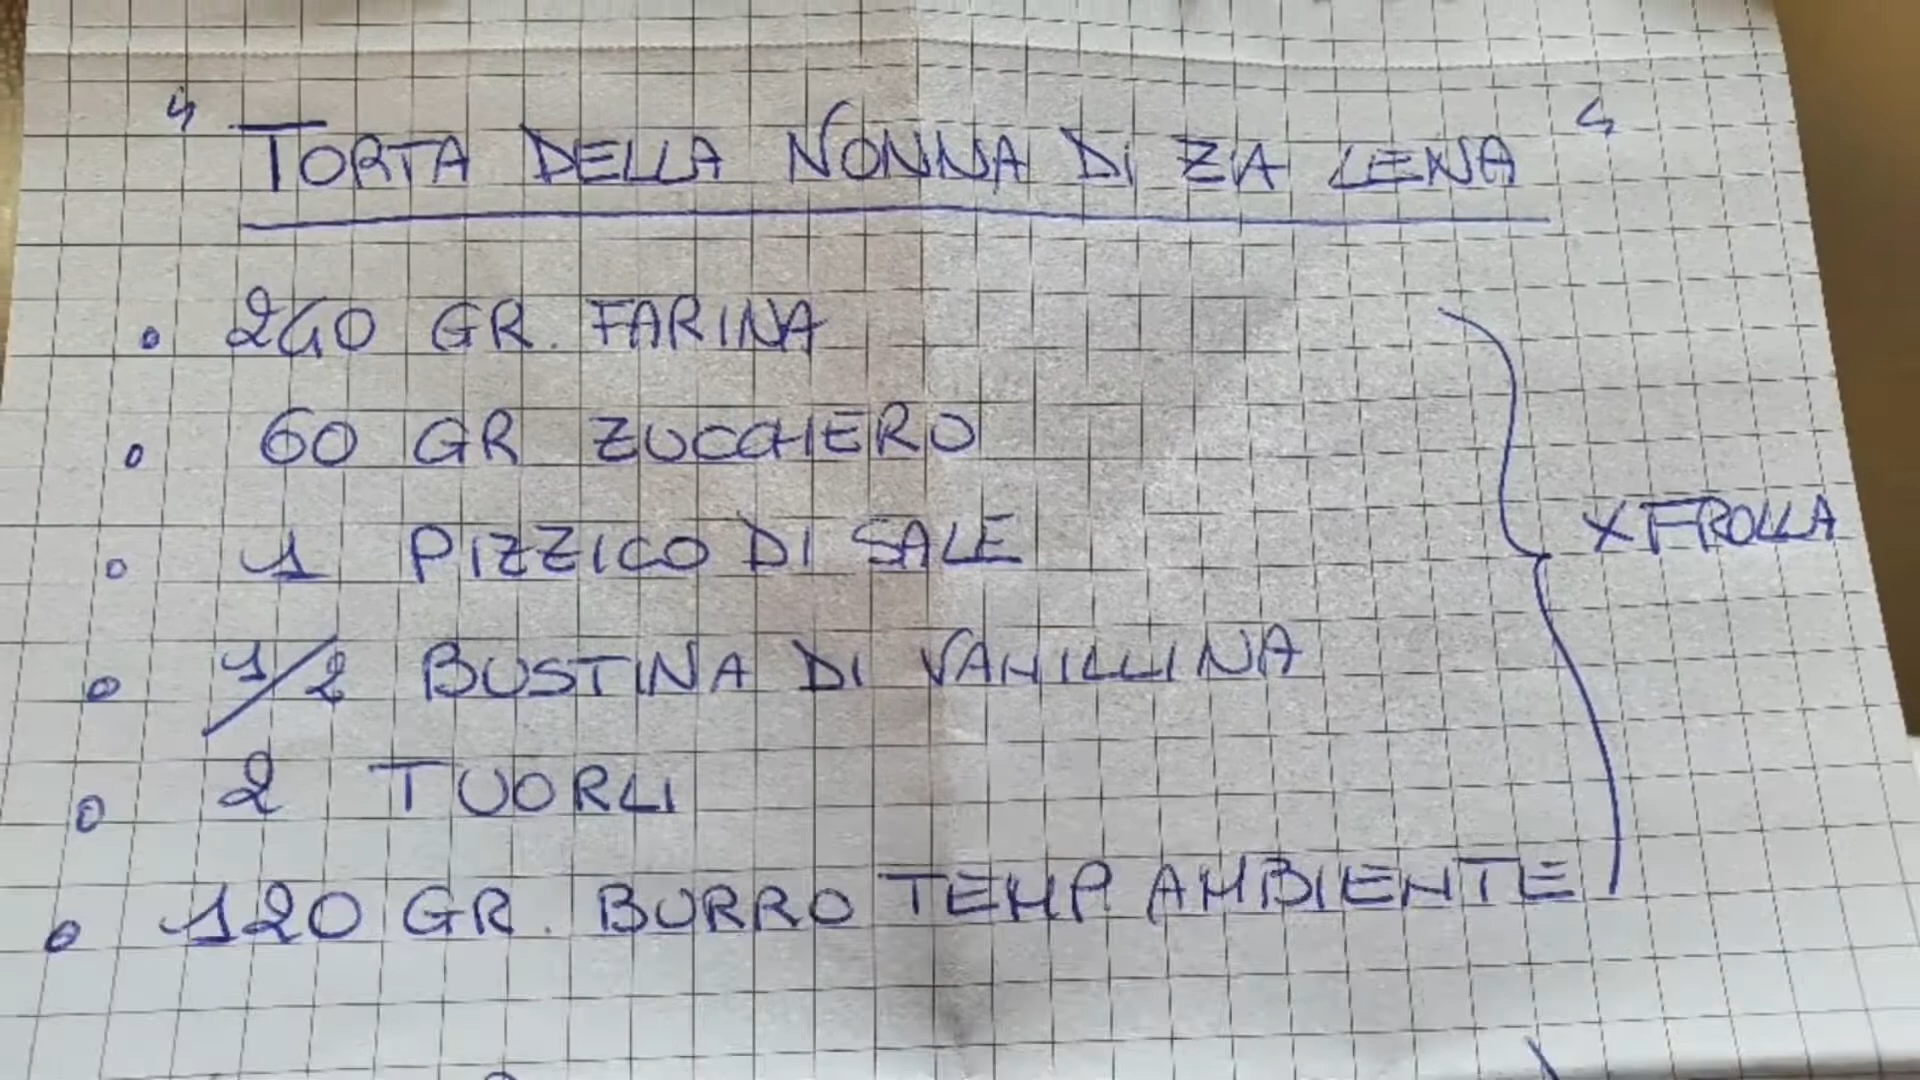 "TORTA DELLA NONNA DI ZIA LENA"
• 240 GR. FARINA
• 60 GR ZUCCHERO
• 1 PIZZICO DI SALE
X FROLLA
• 1/2 BUSTINA DI VANILLINA
• 2 TUORLI
• 120 GR. BURRO TEMP. AMBIENTE